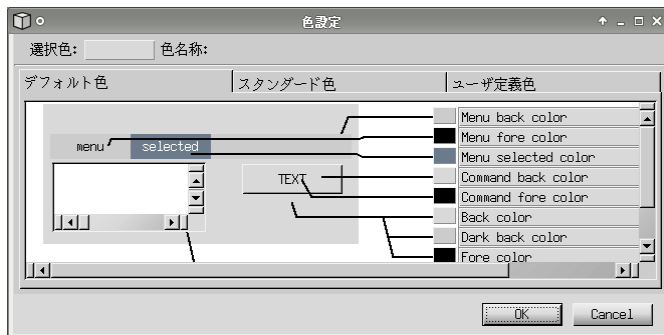 色設定
選択色: 色名称:
デフォルト色 スタンダード色 ユーザ定義色
menu selected
TEXT
Menu back color
Menu fore color
Menu selected color
Command back color
Command fore color
Back color
Dark back color
Fore color
OK Cancel